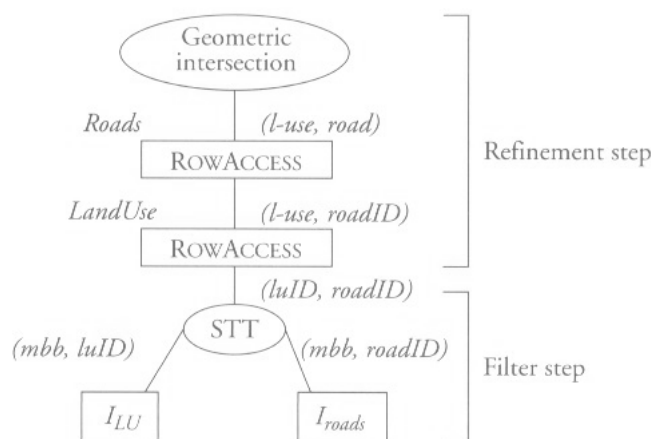 Geometric
intersection
Roads
(l-use, road)
ROWACCESS
Refinement step
LandUse
(l-use, roadID)
ROWACCESS
(luID, roadID)
STT
(mbb, luID)
(mbb, roadID)
Filter step
I_LU
I_roads